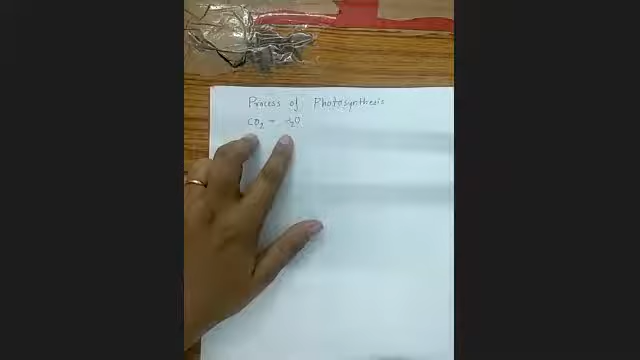 Process of Photosynthesis
CO₂ + H₂O